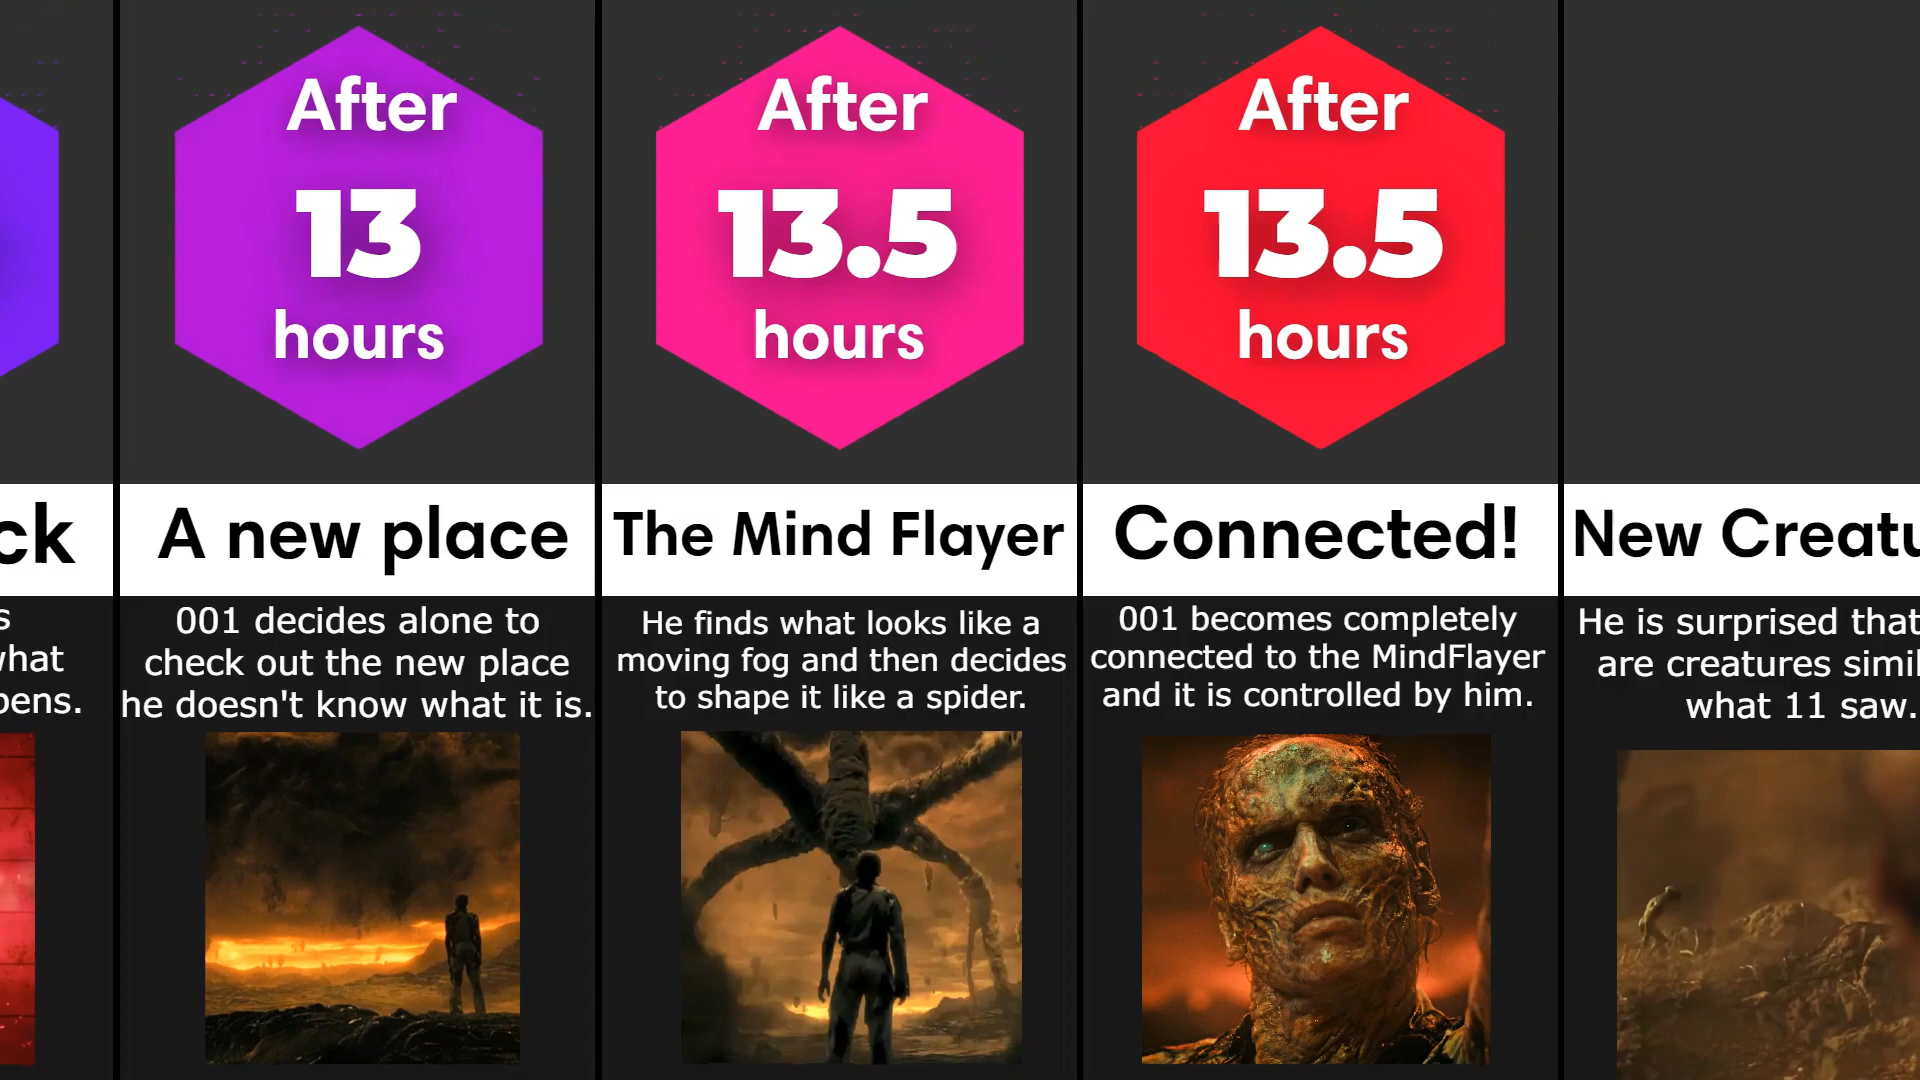 ck
pens.
After
13
hours
A new place
001 decides alone to
check out the new place
he doesn't know what it is.
After
13.5
hours
The Mind Flayer
He finds what looks like a
moving fog and then decides
to shape it like a spider.
After
13.5
hours
Connected!
001 becomes completely
connected to the MindFlayer
and it is controlled by him.
New Creatu
He is surprised that
are creatures simil
what 11 saw.